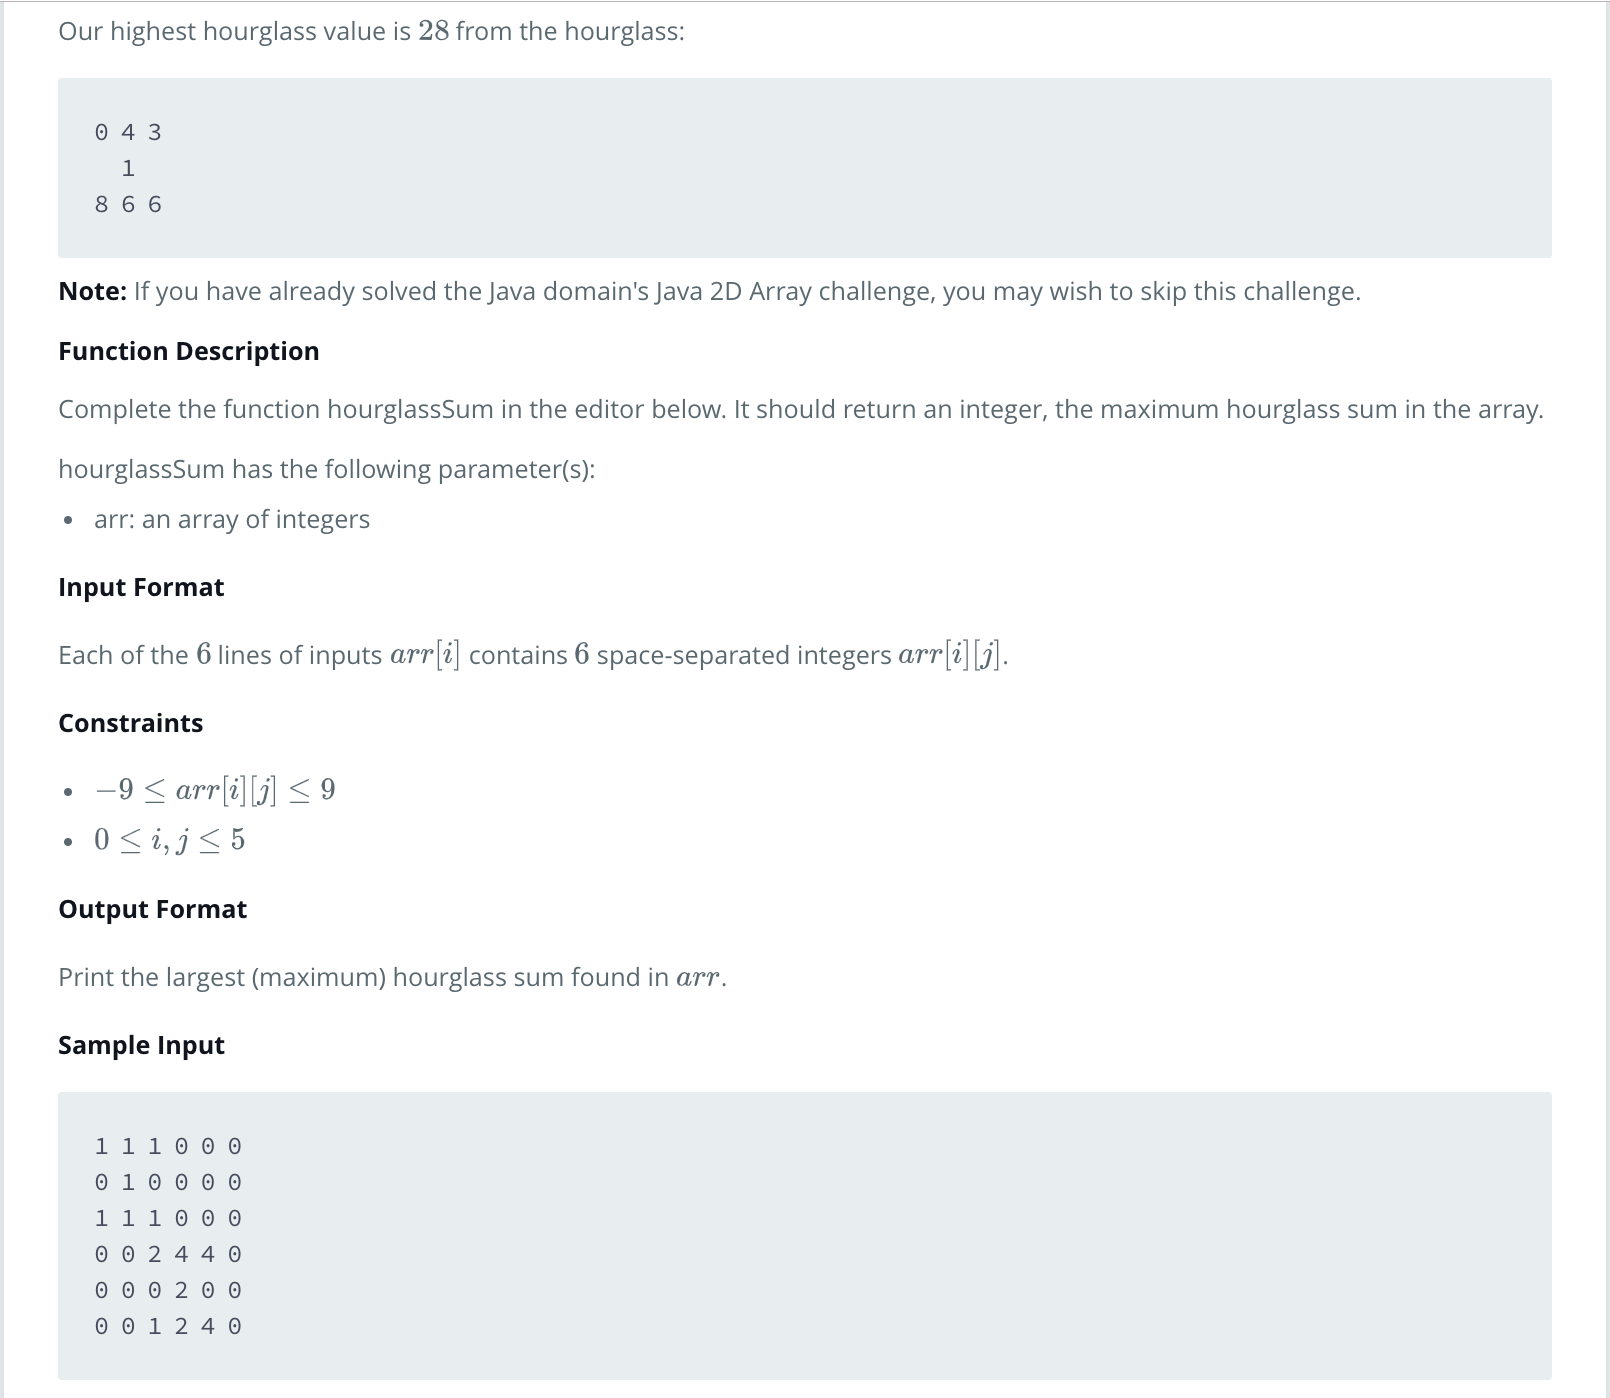 Our highest hourglass value is 28 from the hourglass:
0 4 3
  1
8 6 6
Note: If you have already solved the Java domain's Java 2D Array challenge, you may wish to skip this challenge.
Function Description
Complete the function hourglassSum in the editor below. It should return an integer, the maximum hourglass sum in the array.
hourglassSum has the following parameter(s):
• arr: an array of integers
Input Format
Each of the 6 lines of inputs arr[i] contains 6 space-separated integers arr[i][j].
Constraints
• −9 ≤ arr[i][j] ≤ 9
• 0 ≤ i, j ≤ 5
Output Format
Print the largest (maximum) hourglass sum found in arr.
Sample Input
1 1 1 0 0 0
0 1 0 0 0 0
1 1 1 0 0 0
0 0 2 4 4 0
0 0 0 2 0 0
0 0 1 2 4 0